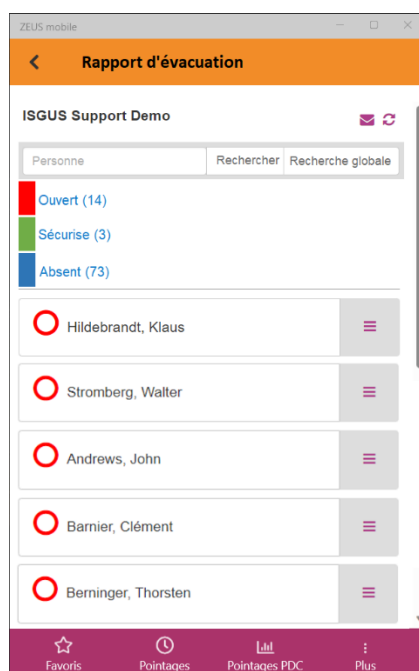 ZEUS mobile
Rapport d'évacuation
ISGUS Support Demo
Personne Rechercher Recherche globale
Ouvert (14)
Sécurise (3)
Absent (73)
Hildebrandt, Klaus
Stromberg, Walter
Andrews, John
Barnier, Clément
Berninger, Thorsten
Favoris Pointages Pointages PDC Plus